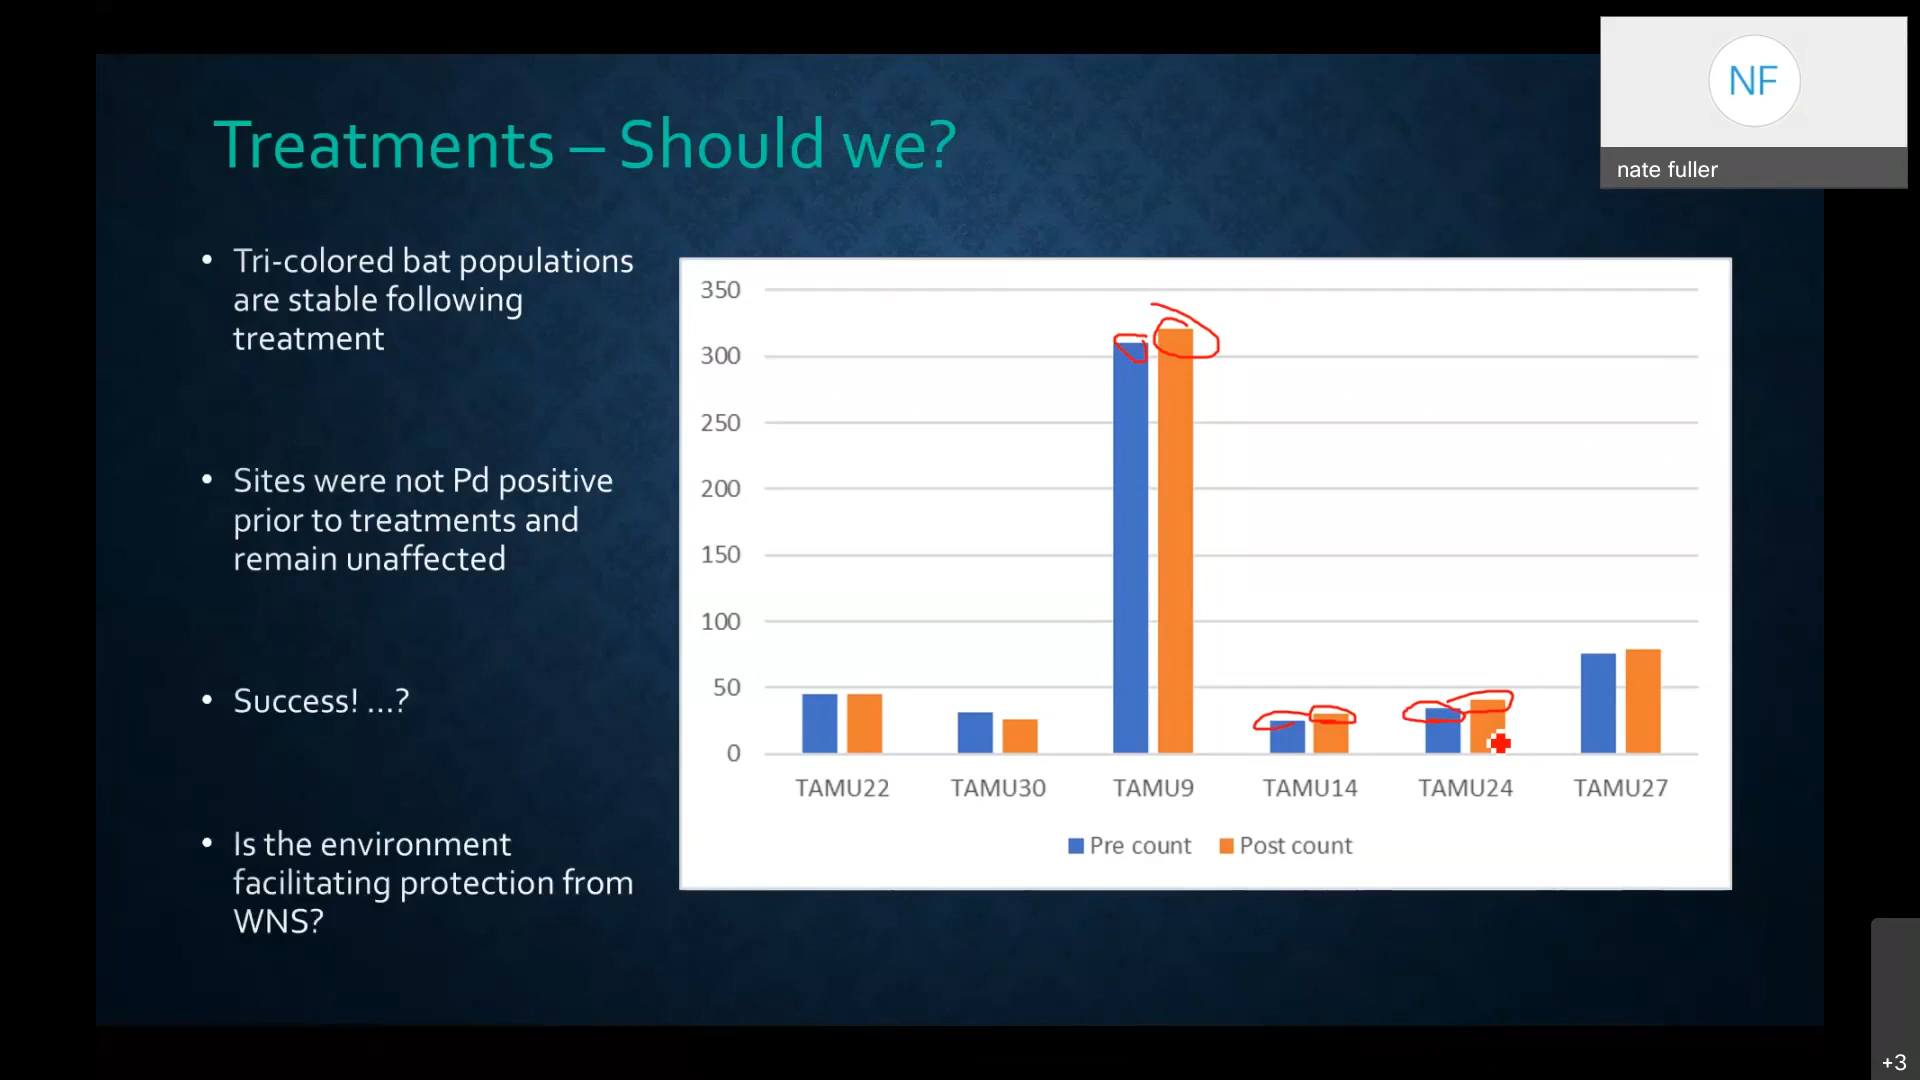 NF
nate fuller
Treatments – Should we?
• Tri-colored bat populations
are stable following
treatment
• Sites were not Pd positive
prior to treatments and
remain unaffected
• Success! ...?
• Is the environment
facilitating protection from
WNS?
350
300
250
200
150
100
50
0
TAMU22 TAMU30 TAMU9 TAMU14 TAMU24 TAMU27
Pre count Post count
+3